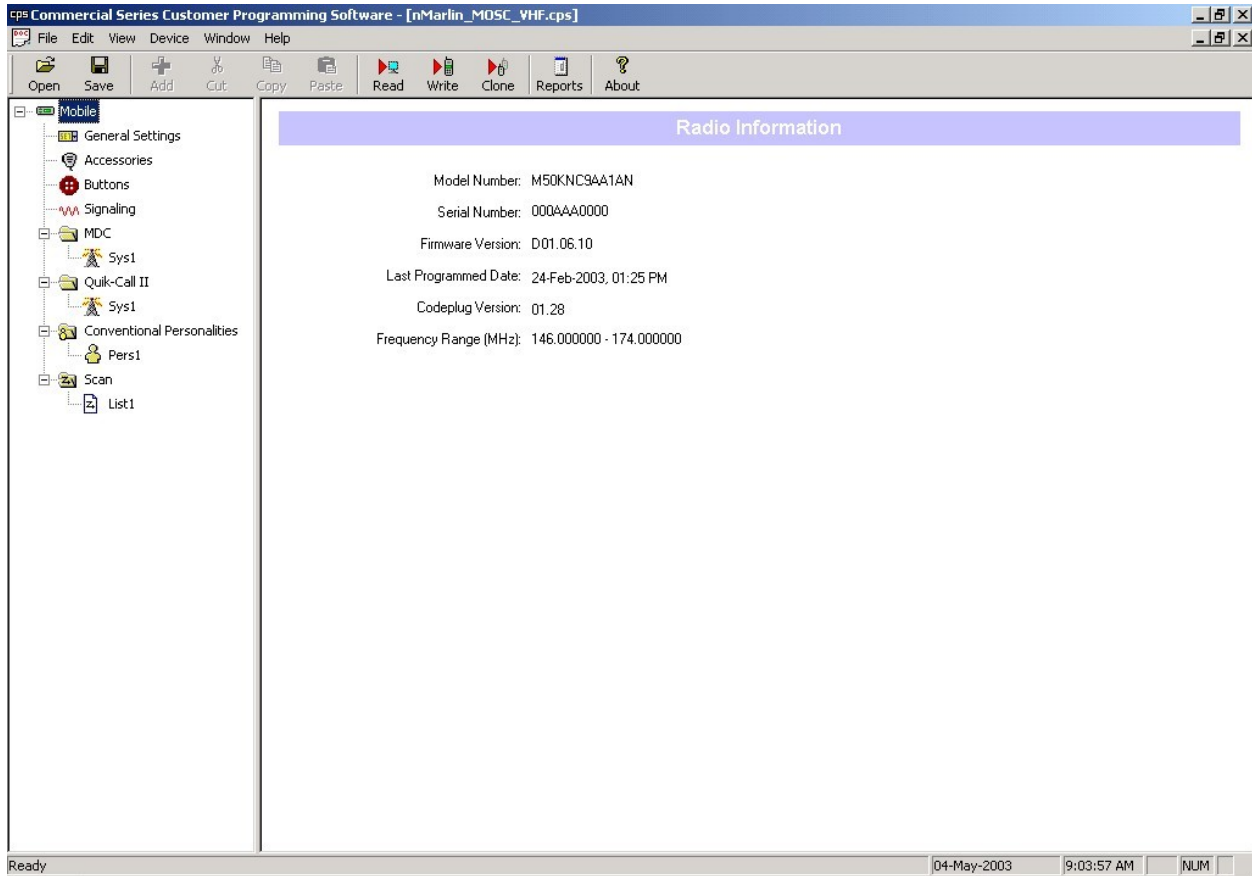 cps Commercial Series Customer Programming Software - [nMarlin_MOSC_VHF.cps]
File Edit View Device Window Help
Open Save Add Cut Copy Paste Read Write Clone Reports About
Mobile
General Settings
Accessories
Buttons
Signaling
MDC
Sys1
Quik-Call II
Sys1
Conventional Personalities
Pers1
Scan
List1
Radio Information
Model Number: M50KNC9AA1AN
Serial Number: 000AAA0000
Firmware Version: D01.06.10
Last Programmed Date: 24-Feb-2003, 01:25 PM
Codeplug Version: 01.28
Frequency Range (MHz): 146.000000 - 174.000000
Ready 04-May-2003 9:03:57 AM NUM